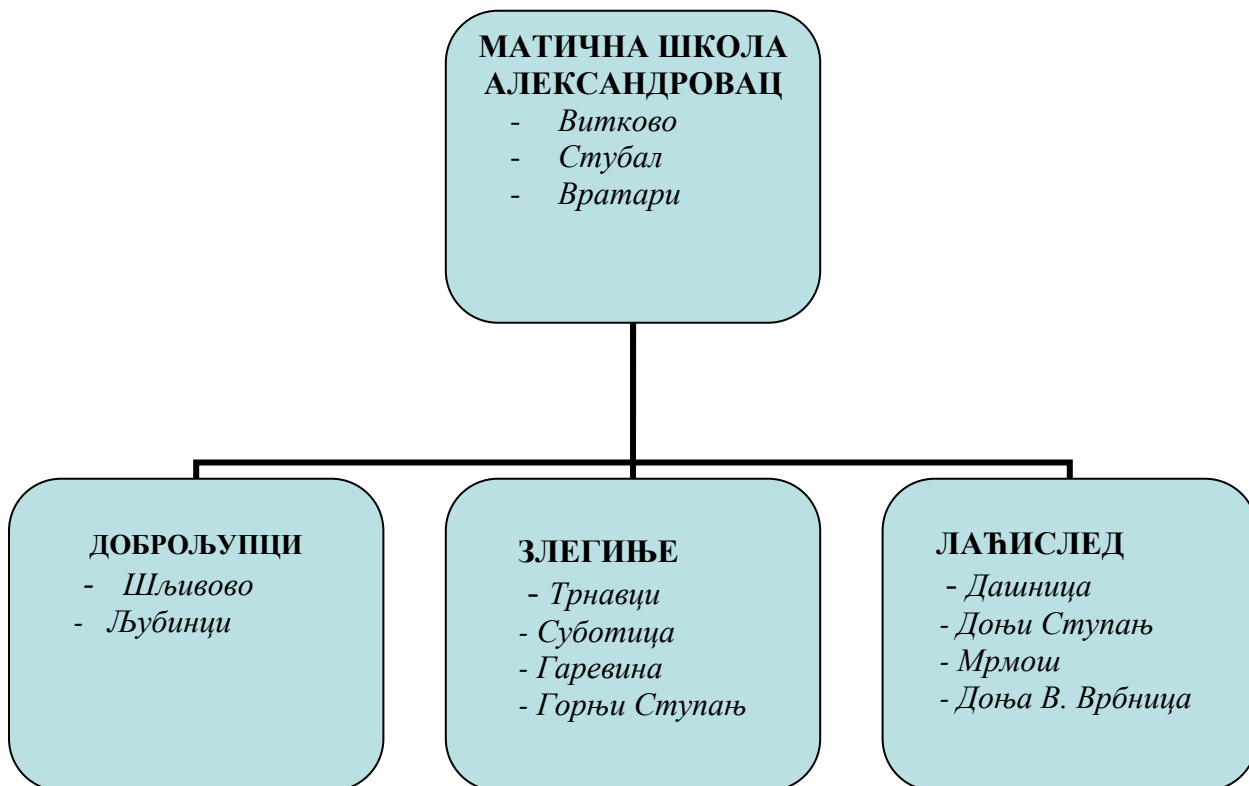 МАТИЧНА ШКОЛА
АЛЕКСАНДРОВАЦ
- Витково
- Стубал
- Вратари
ДОБРОЉУПЦИ
- Шљивово
- Љубинци
ЗЛЕГИЊЕ
- Трнавци
- Суботица
- Гаревина
- Горњи Ступањ
ЛАЋИСЛЕД
- Дашница
- Доњи Ступањ
- Мрмош
- Доња В. Врбница